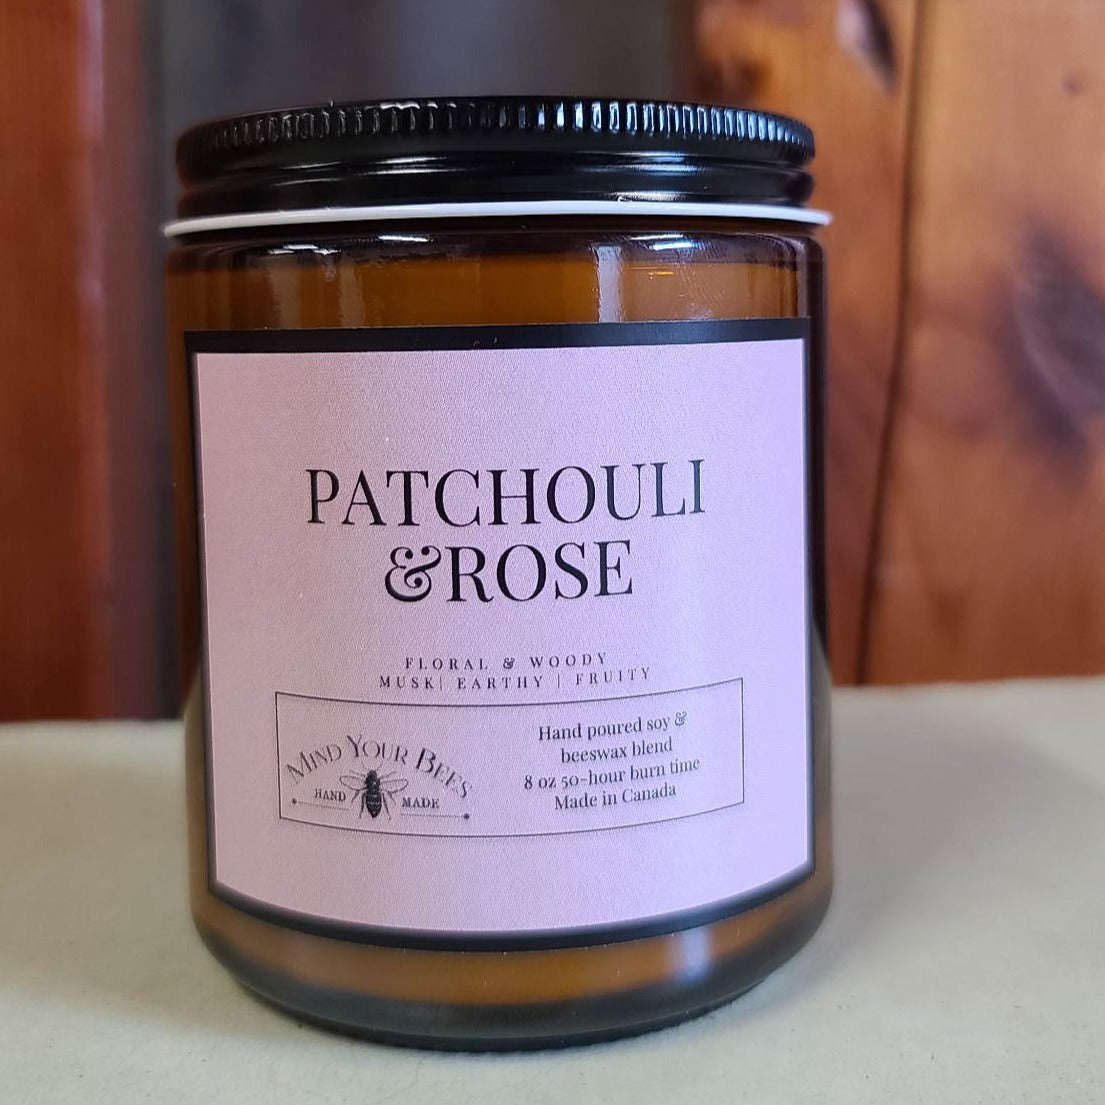 PATCHOULI
&ROSE
FLORAL & WOODY
MUSK| EARTHY | FRUITY
MIND YOUR BEES
HAND MADE
Hand poured soy &
beeswax blend
8 oz 50-hour burn time
Made in Canada